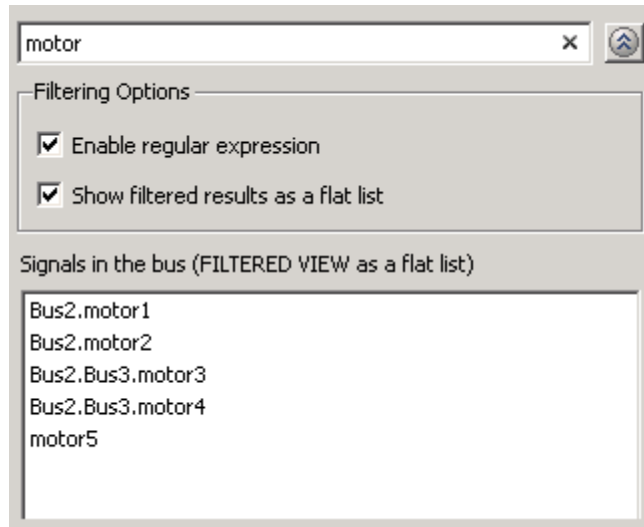 motor
Filtering Options
Enable regular expression
Show filtered results as a flat list
Signals in the bus (FILTERED VIEW as a flat list)
Bus2.motor1
Bus2.motor2
Bus2.Bus3.motor3
Bus2.Bus3.motor4
motor5